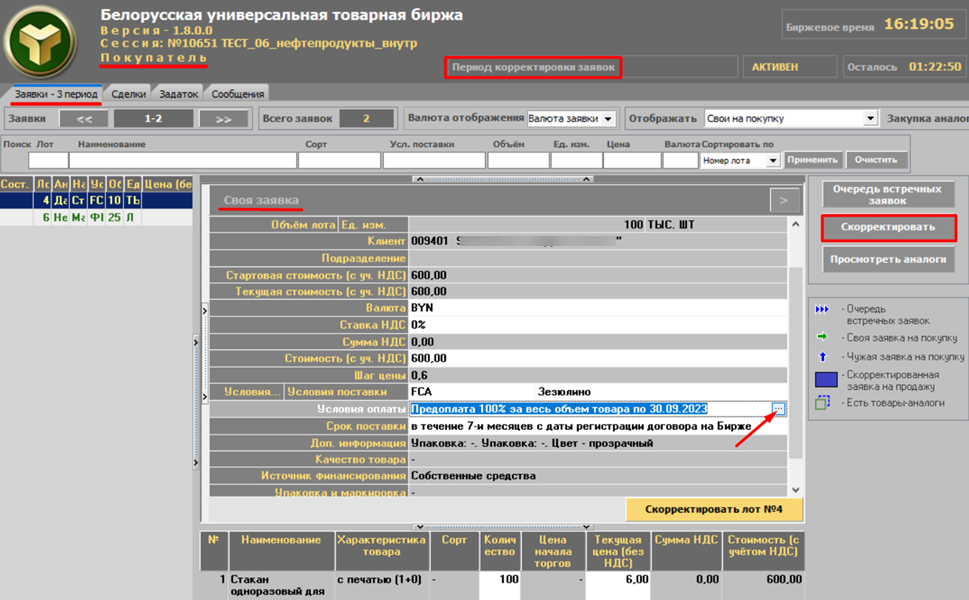 Белорусская универсальная товарная биржа
Версия - 1.8.0.0
Сессия: №10651 ТЕСТ_06_нефтепродукты_внутр
Покупатель
Биржевое время 16:19:05
Период корректировки заявок
АКТИВЕН
Осталось 01:22:50
Заявки - 3 период Сделки Задаток Сообщения
Заявки << 1-2 >> Всего заявок 2 Валюта отображения Валюта заявки Отображать Свои на покупку Закупка аналог
Поиск Лот Наименование Сорт Усл. поставки Объём Ед. изм. Цена Валюта Сортировать по
Номер лота Применить Очистить
Сост. Ло На Ус Об Ед Цена (бе
4 Да Ст FC 10 ТЬ
6 Не Ма 25 Л
Своя заявка >
Объём лота Ед. изм. 100 ТЫС. ШТ
Клиент 009401 "
Подразделение
Стартовая стоимость (с уч. НДС) 600,00
Текущая стоимость (с уч. НДС) 600,00
Валюта BYN
Ставка НДС 0%
Сумма НДС 0,00
Стоимость (с уч. НДС) 600,00
Шаг цены 0,6
Условия... Условия поставки FCA Зезюлино
Условия оплаты Предоплата 100% за весь объем товара по 30.09.2023 ...
Срок поставки в течение 7-и месяцев с даты регистрации договора на Бирже
Доп. информация Упаковка: -. Упаковка: -. Цвет - прозрачный
Качество товара -
Источник финансирования Собственные средства
Упаковка и маркировка -
Скорректировать лот №4
Очередь встречных
заявок
Скорректировать
Просмотреть аналоги
- Очередь
встречных заявок
- Своя заявка на покупку
- Чужая заявка на покупку
- Скорректированная
заявка на продажу
- Есть товары-аналоги
№ Наименование Характеристика товара Сорт Колич ество Цена начала торгов Текущая цена (без НДС) Сумма НДС Стоимость (с учётом НДС)
1 Стакан с печатью (1+0) - 100 - 6,00 0,00 600,00
одноразовый для